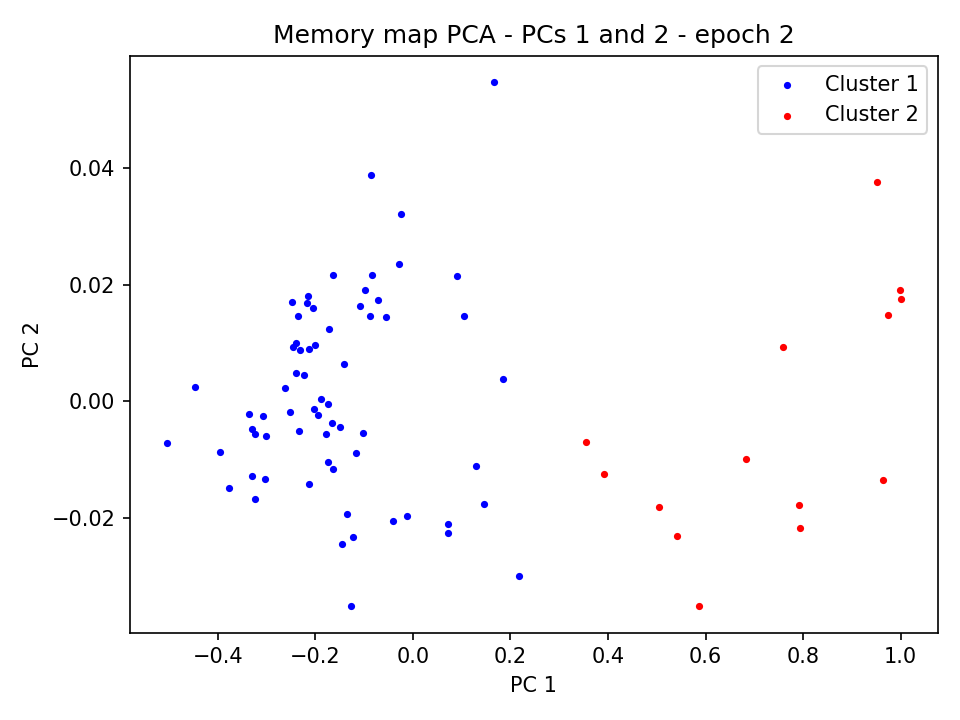 Memory map PCA - PCs 1 and 2 - epoch 2
Cluster 1
Cluster 2
PC 2
0.04
0.02
0.00
−0.02
−0.4
−0.2
0.0
0.2
0.4
0.6
0.8
1.0
PC 1